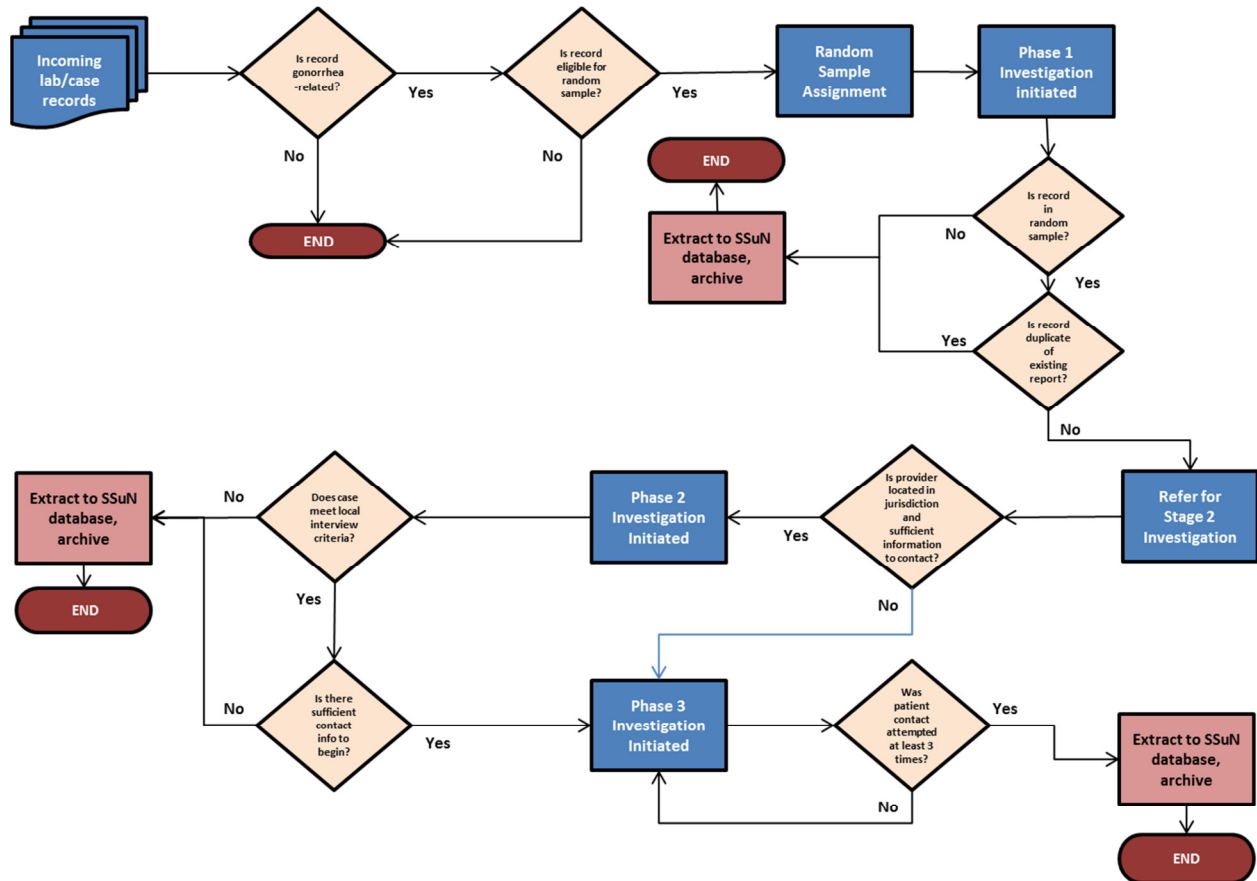 Incoming
lab/case
records
Is record
gonorrhea
-related?
Yes
No
Is record
eligible for
random
sample?
Yes
No
END
Random
Sample
Assignment
Phase 1
Investigation
initiated
Is record
in
random
sample?
No
Yes
END
Extract to SSuN
database,
archive
Is record
duplicate
of
existing
report?
Yes
No
Refer for
Stage 2
Investigation
Is provider
located in
jurisdiction
and
sufficient
information
to contact?
Yes
No
Phase 2
Investigation
Initiated
Does case
meet local
interview
criteria?
No
Yes
Extract to SSuN
database,
archive
END
Is there
sufficient
contact
info to
begin?
No
Yes
Phase 3
Investigation
Initiated
Was
patient
contact
attempted
at least 3
times?
Yes
No
Extract to SSuN
database,
archive
END